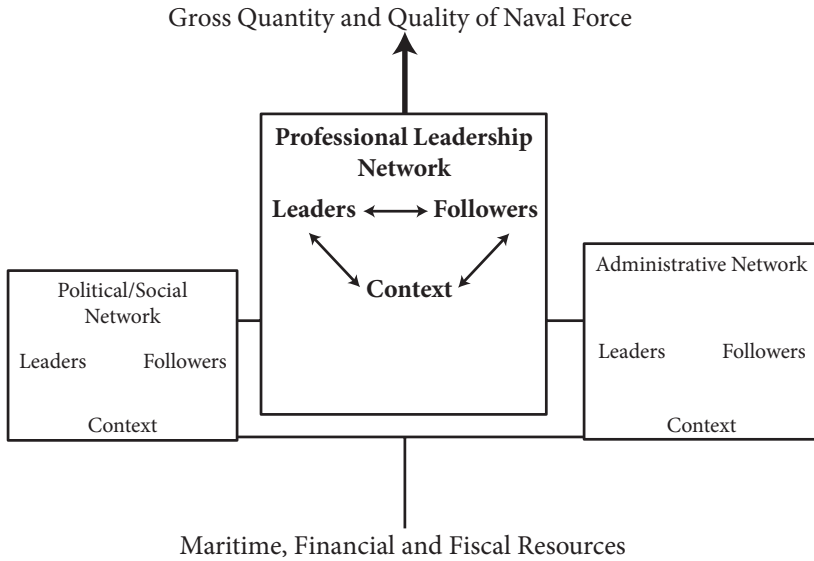 Gross Quantity and Quality of Naval Force
Professional Leadership
Network
Leaders Followers
Context
Political/Social
Network
Leaders Followers
Context
Administrative Network
Leaders Followers
Context
Maritime, Financial and Fiscal Resources